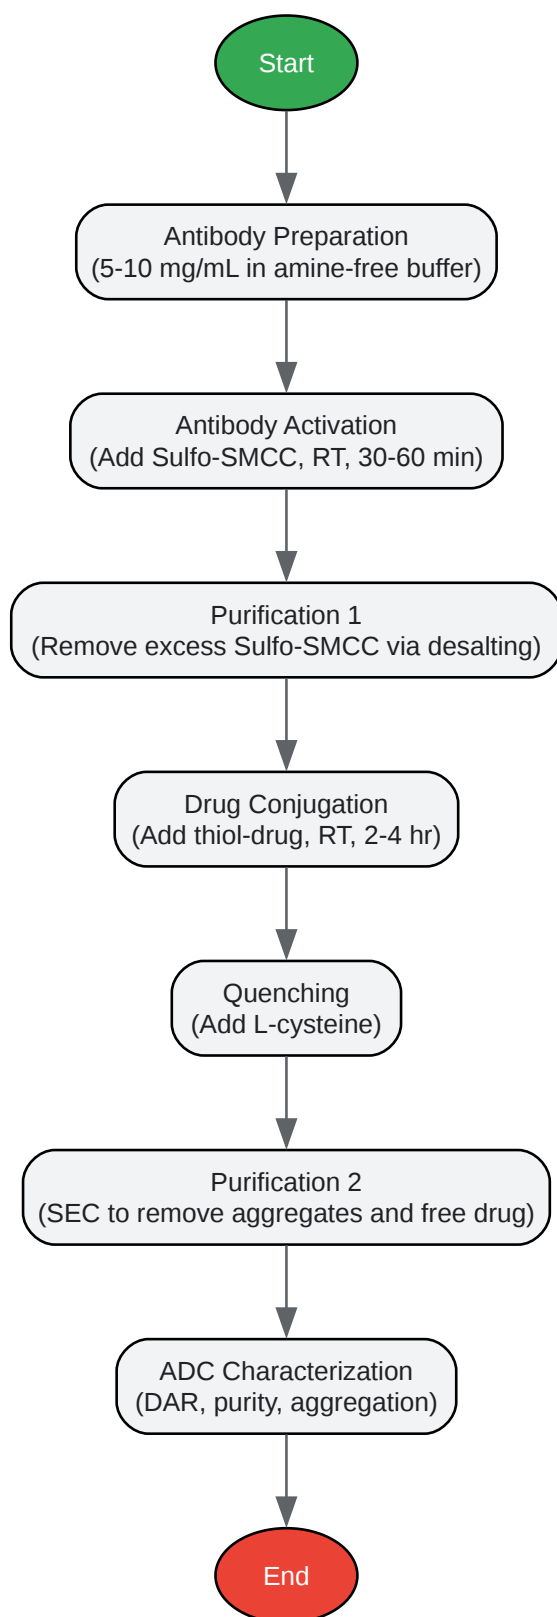 Start
Antibody Preparation
(5-10 mg/mL in amine-free buffer)
Antibody Activation
(Add Sulfo-SMCC, RT, 30-60 min)
Purification 1
(Remove excess Sulfo-SMCC via desalting)
Drug Conjugation
(Add thiol-drug, RT, 2-4 hr)
Quenching
(Add L-cysteine)
Purification 2
(SEC to remove aggregates and free drug)
ADC Characterization
(DAR, purity, aggregation)
End